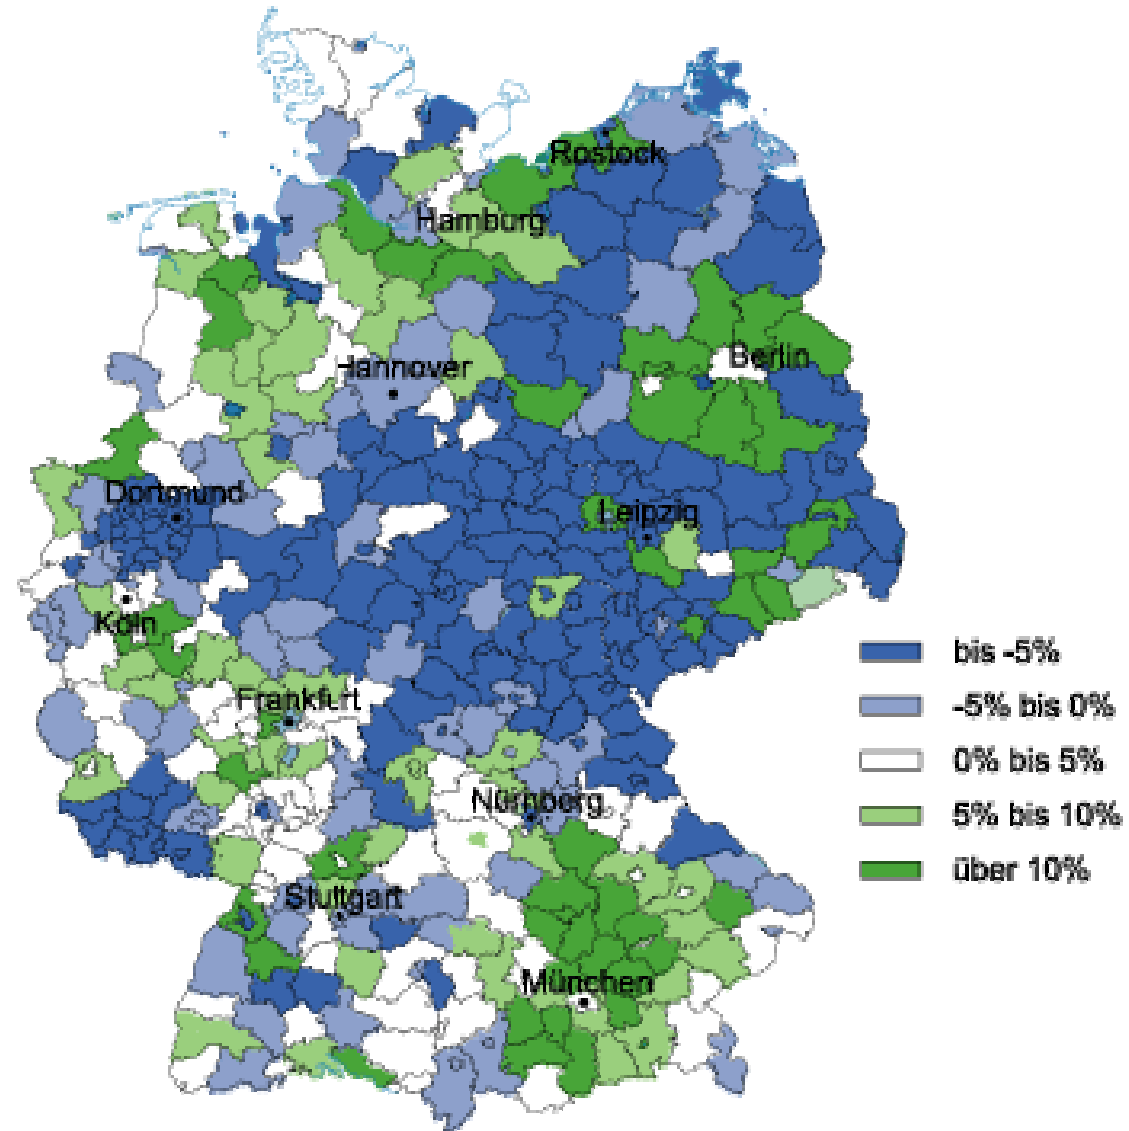 Rostock
Hamburg
Berlin
Hannover
Dortmund
Leipzig
Köln
bis -5%
Frankfurt
-5% bis 0%
0% bis 5%
Nürnberg
5% bis 10%
über 10%
Stuttgart
München